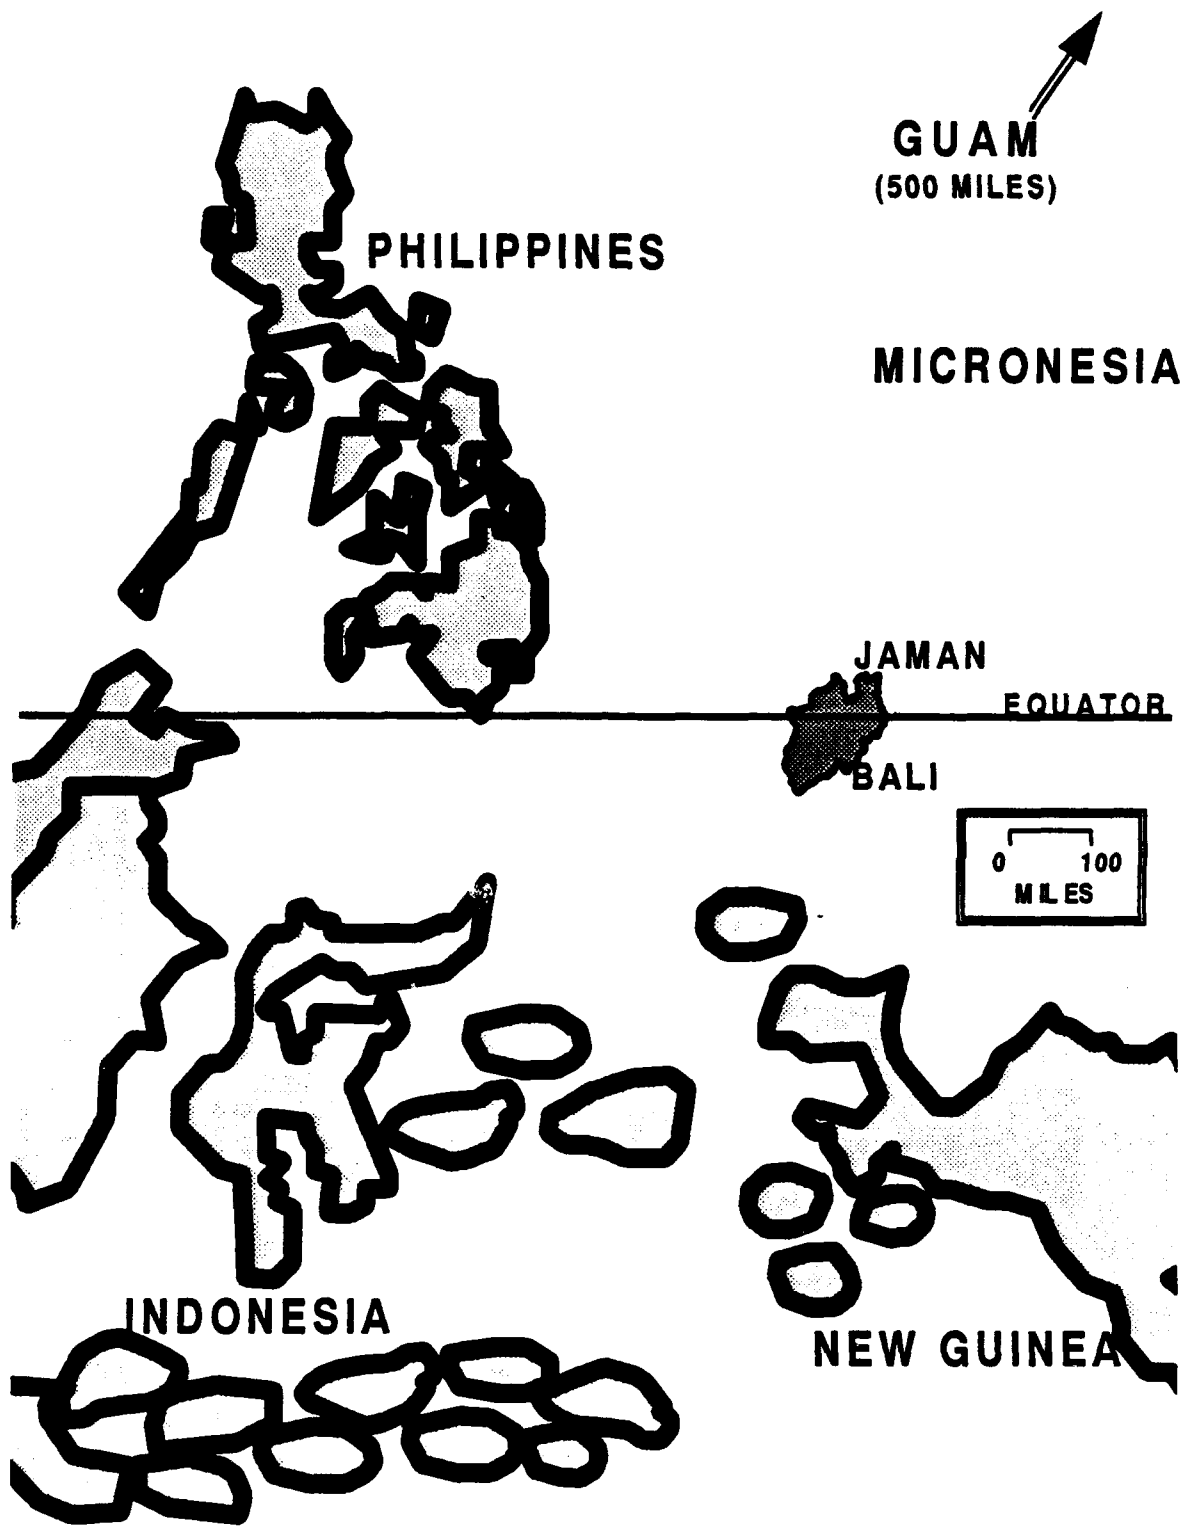 GUAM
(500 MILES)
PHILIPPINES
MICRONESIA
JAMAN
EQUATOR
BALI
0 100
MILES
INDONESIA
NEW GUINEA